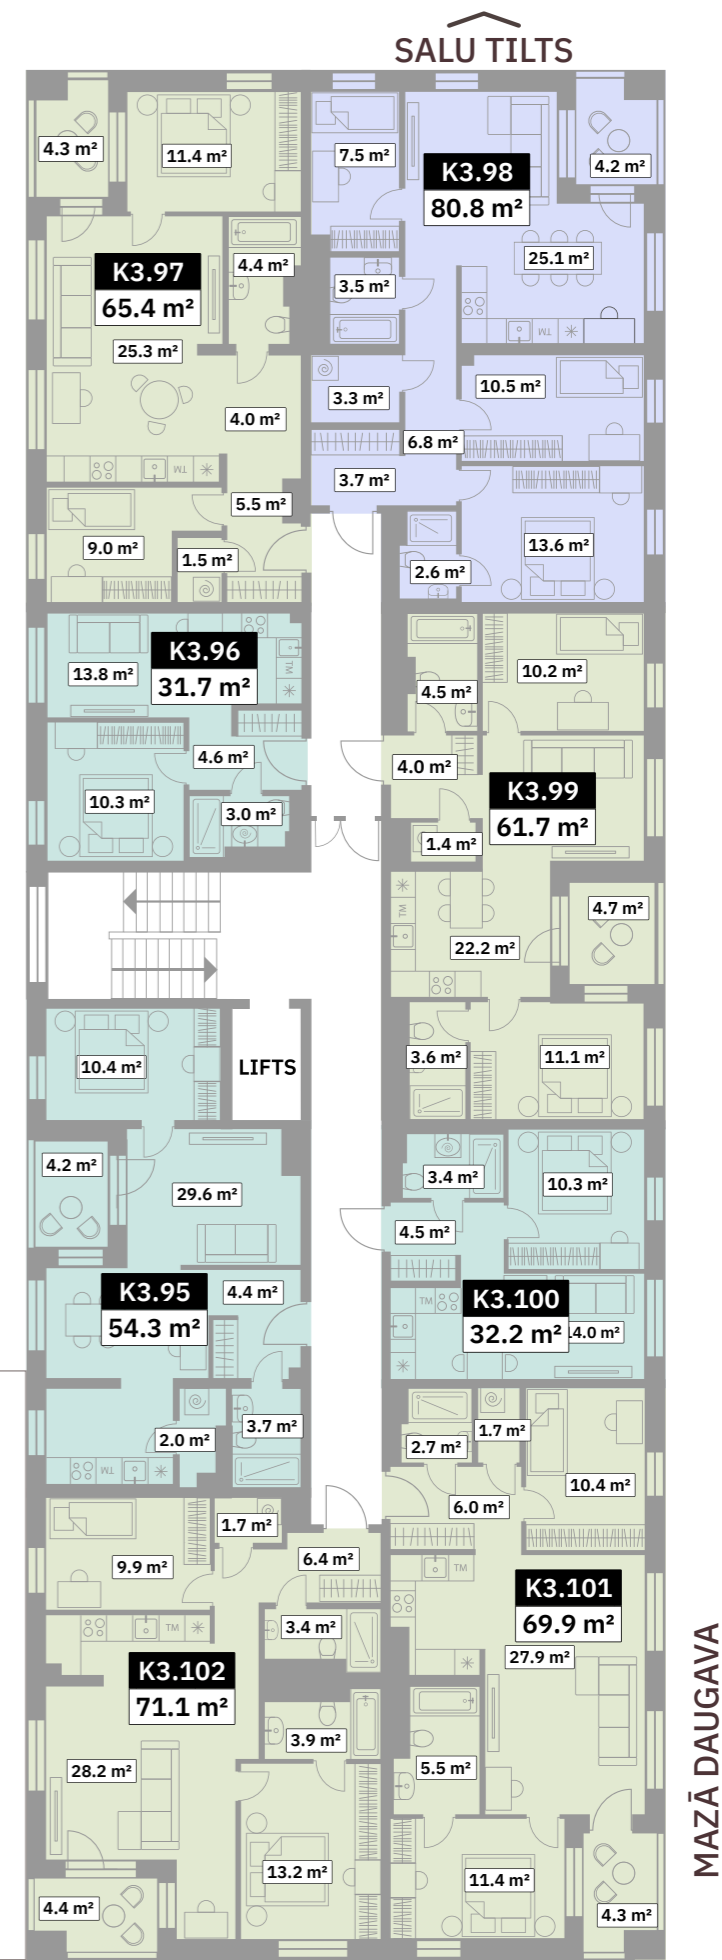 SALU TILTS
4.3 m²
11.4 m²
7.5 m²
K3.98
80.8 m²
4.2 m²
K3.97
65.4 m²
4.4 m²
3.5 m²
25.1 m²
TM
25.3 m²
3.3 m²
10.5 m²
4.0 m²
6.8 m²
TM
3.7 m²
5.5 m²
9.0 m²
1.5 m²
2.6 m²
13.6 m²
K3.96
31.7 m²
13.8 m²
TM
4.5 m²
10.2 m²
4.6 m²
4.0 m²
10.3 m²
3.0 m²
K3.99
61.7 m²
1.4 m²
TM
4.7 m²
22.2 m²
10.4 m²
LIFTS
3.6 m²
11.1 m²
4.2 m²
29.6 m²
3.4 m²
10.3 m²
4.5 m²
K3.95
54.3 m²
4.4 m²
TM
K3.100
32.2 m²
14.0 m²
2.0 m²
3.7 m²
TM
2.7 m²
1.7 m²
10.4 m²
6.0 m²
1.7 m²
9.9 m²
6.4 m²
TM
K3.101
69.9 m²
27.9 m²
TM
3.4 m²
K3.102
71.1 m²
3.9 m²
28.2 m²
5.5 m²
13.2 m²
11.4 m²
4.4 m²
4.3 m²
MAZĀ DAUGAVA